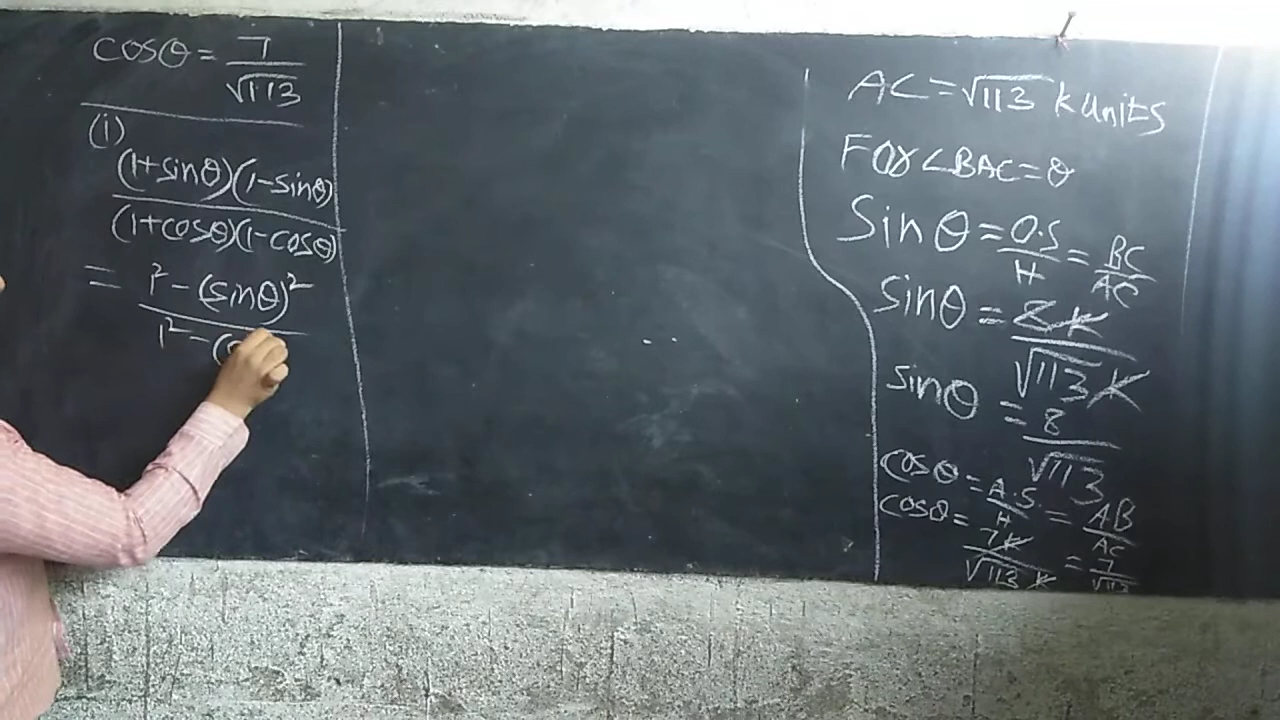 cosθ = 7/√113
(i)
(1+sinθ)(1-sinθ)
(1+cosθ)(1-cosθ)
= 1² - (sinθ)²
1² - (
AC = √113 k units
FOR ∠BAC = θ
Sinθ = O.S/H = BC/AC
sinθ = 8k/√113k
sinθ = 8/√113
cosθ = A.S./H = AB/AC
cosθ = 7k/√113k = 7/√113